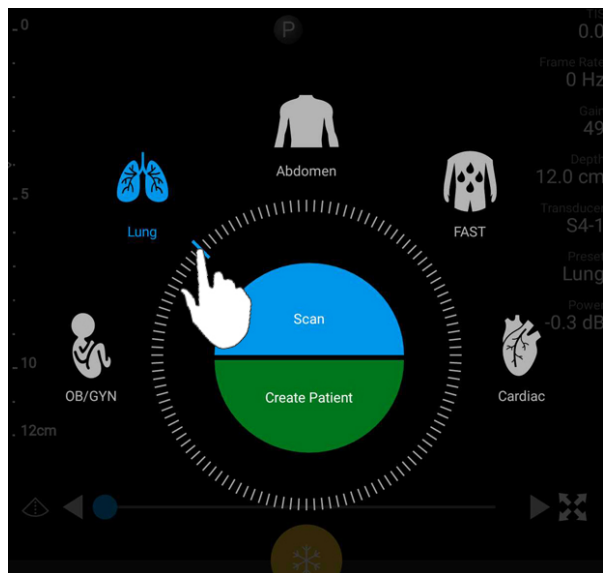 0
P
TIS
0.0
Frame Rate
0 Hz
Gain
49
Abdomen
Depth
12.0 cm
5
Transducer
S4-1
Lung
FAST
Preset
Lung
Scan
Power
-0.3 dB
10
OB/GYN
Create Patient
Cardiac
12cm